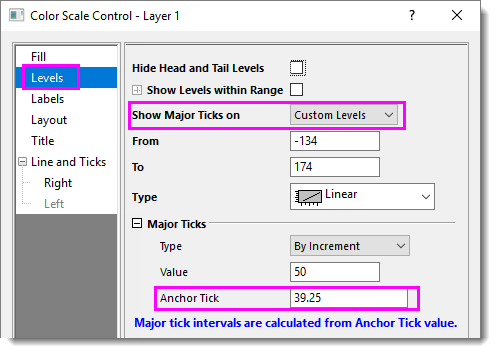 Color Scale Control - Layer 1
Fill
Levels
Labels
Layout
Title
Line and Ticks
Right
Left
Hide Head and Tail Levels
Show Levels within Range
Show Major Ticks on Custom Levels
From -134
To 174
Type Linear
Major Ticks
Type By Increment
Value 50
Anchor Tick 39.25
Major tick intervals are calculated from Anchor Tick value.